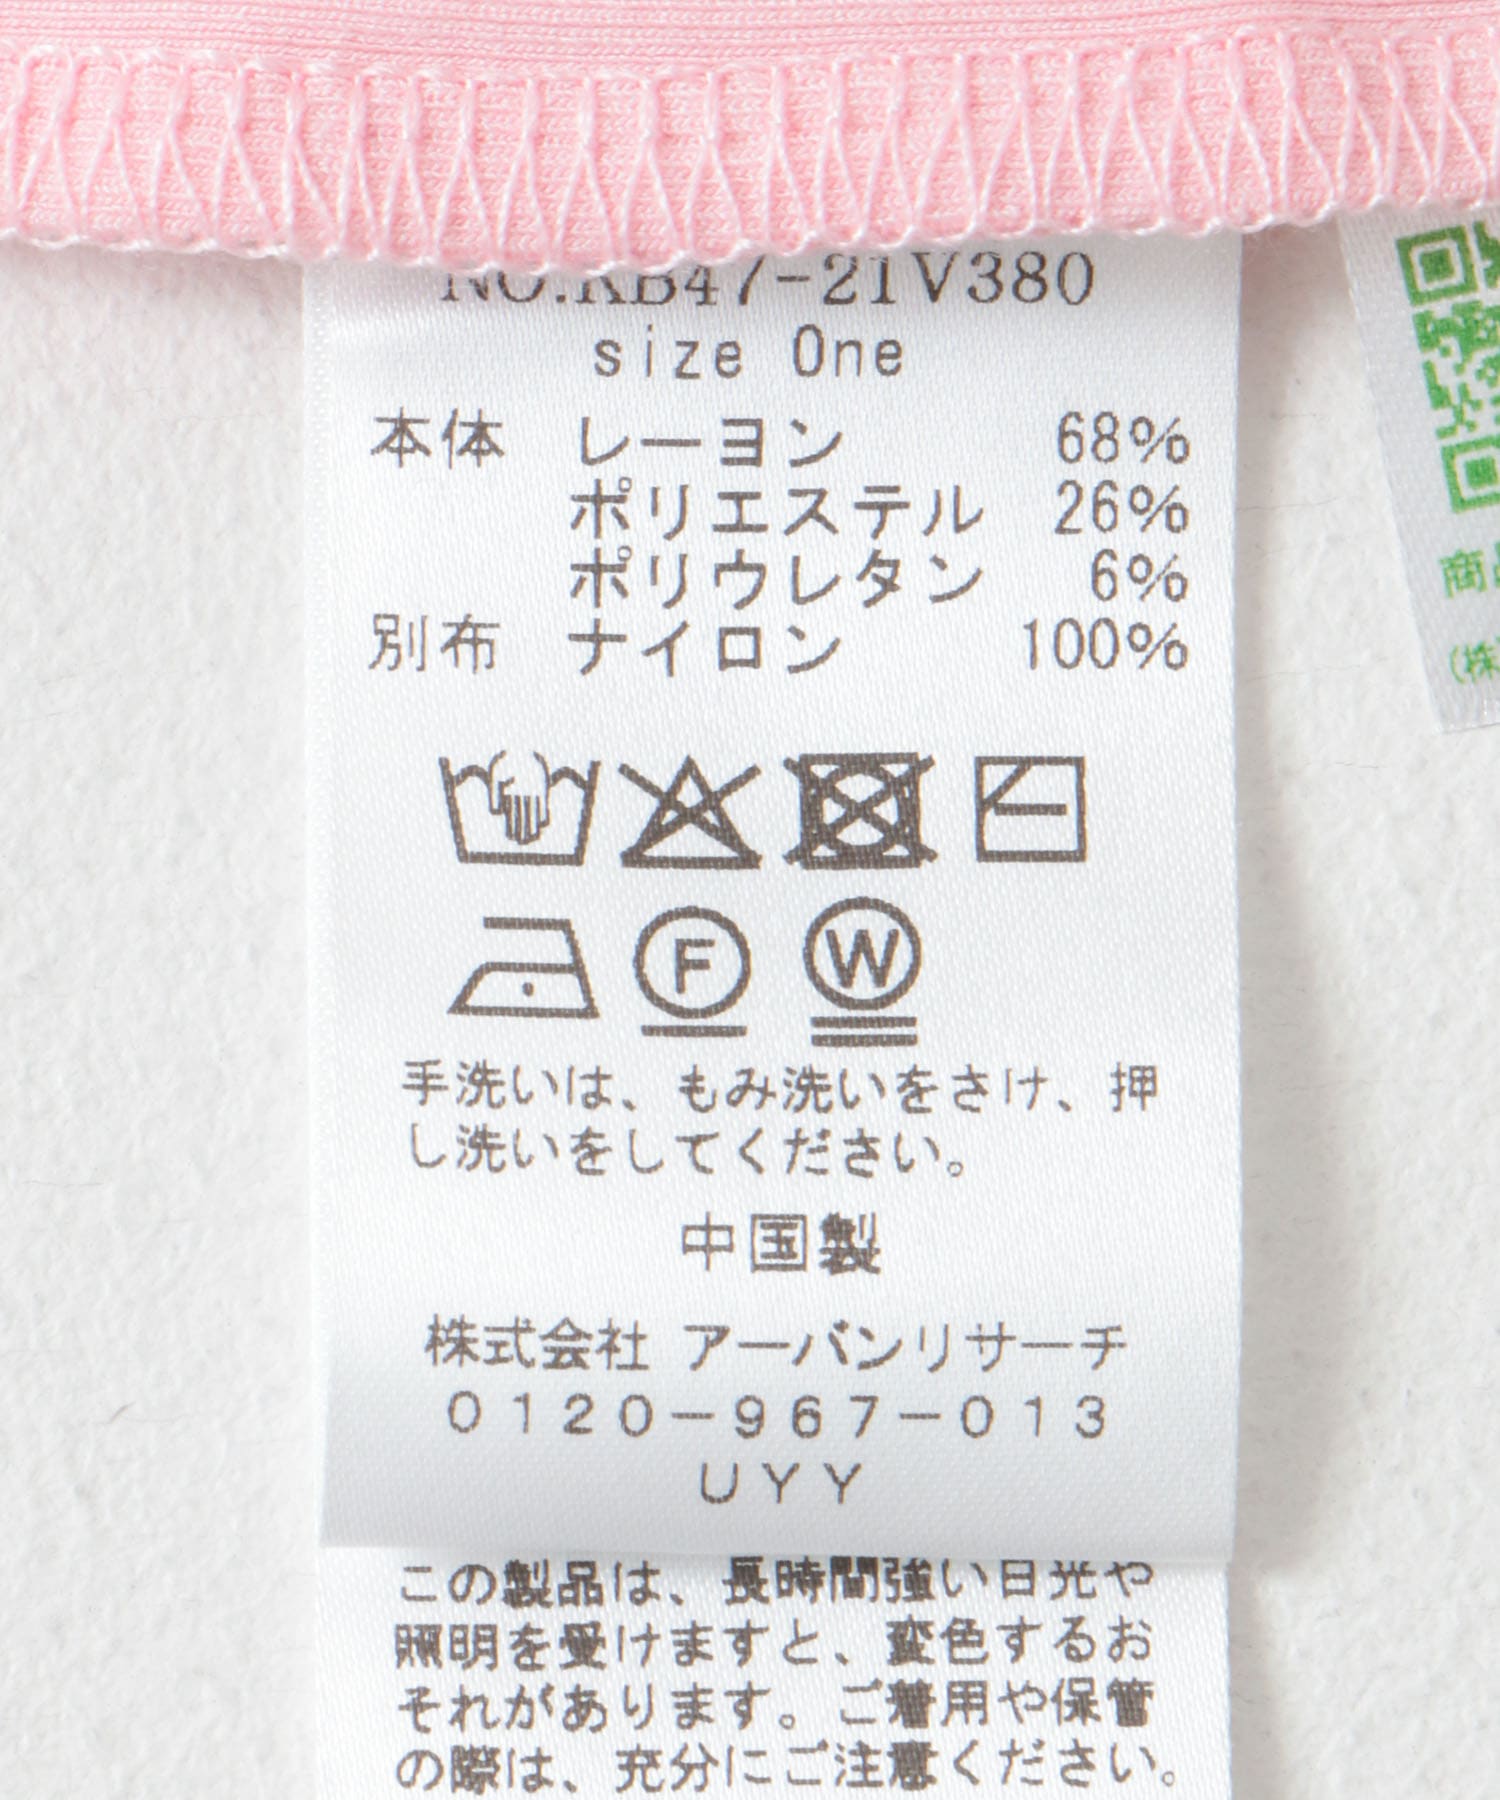 NO.KB47-21V380
size One
本体 レーヨン 68%
ポリエステル 26%
ポリウレタン 6%
別布 ナイロン 100%
F W
手洗いは、もみ洗いをさけ、押
し洗いをしてください。
中国製
株式会社 アーバンリサーチ
0120-967-013
UYY
この製品は、長時間強い日光や
照明を受けますと、変色するお
それがあります。ご着用や保管
の際は、充分にご注意ください。
(株